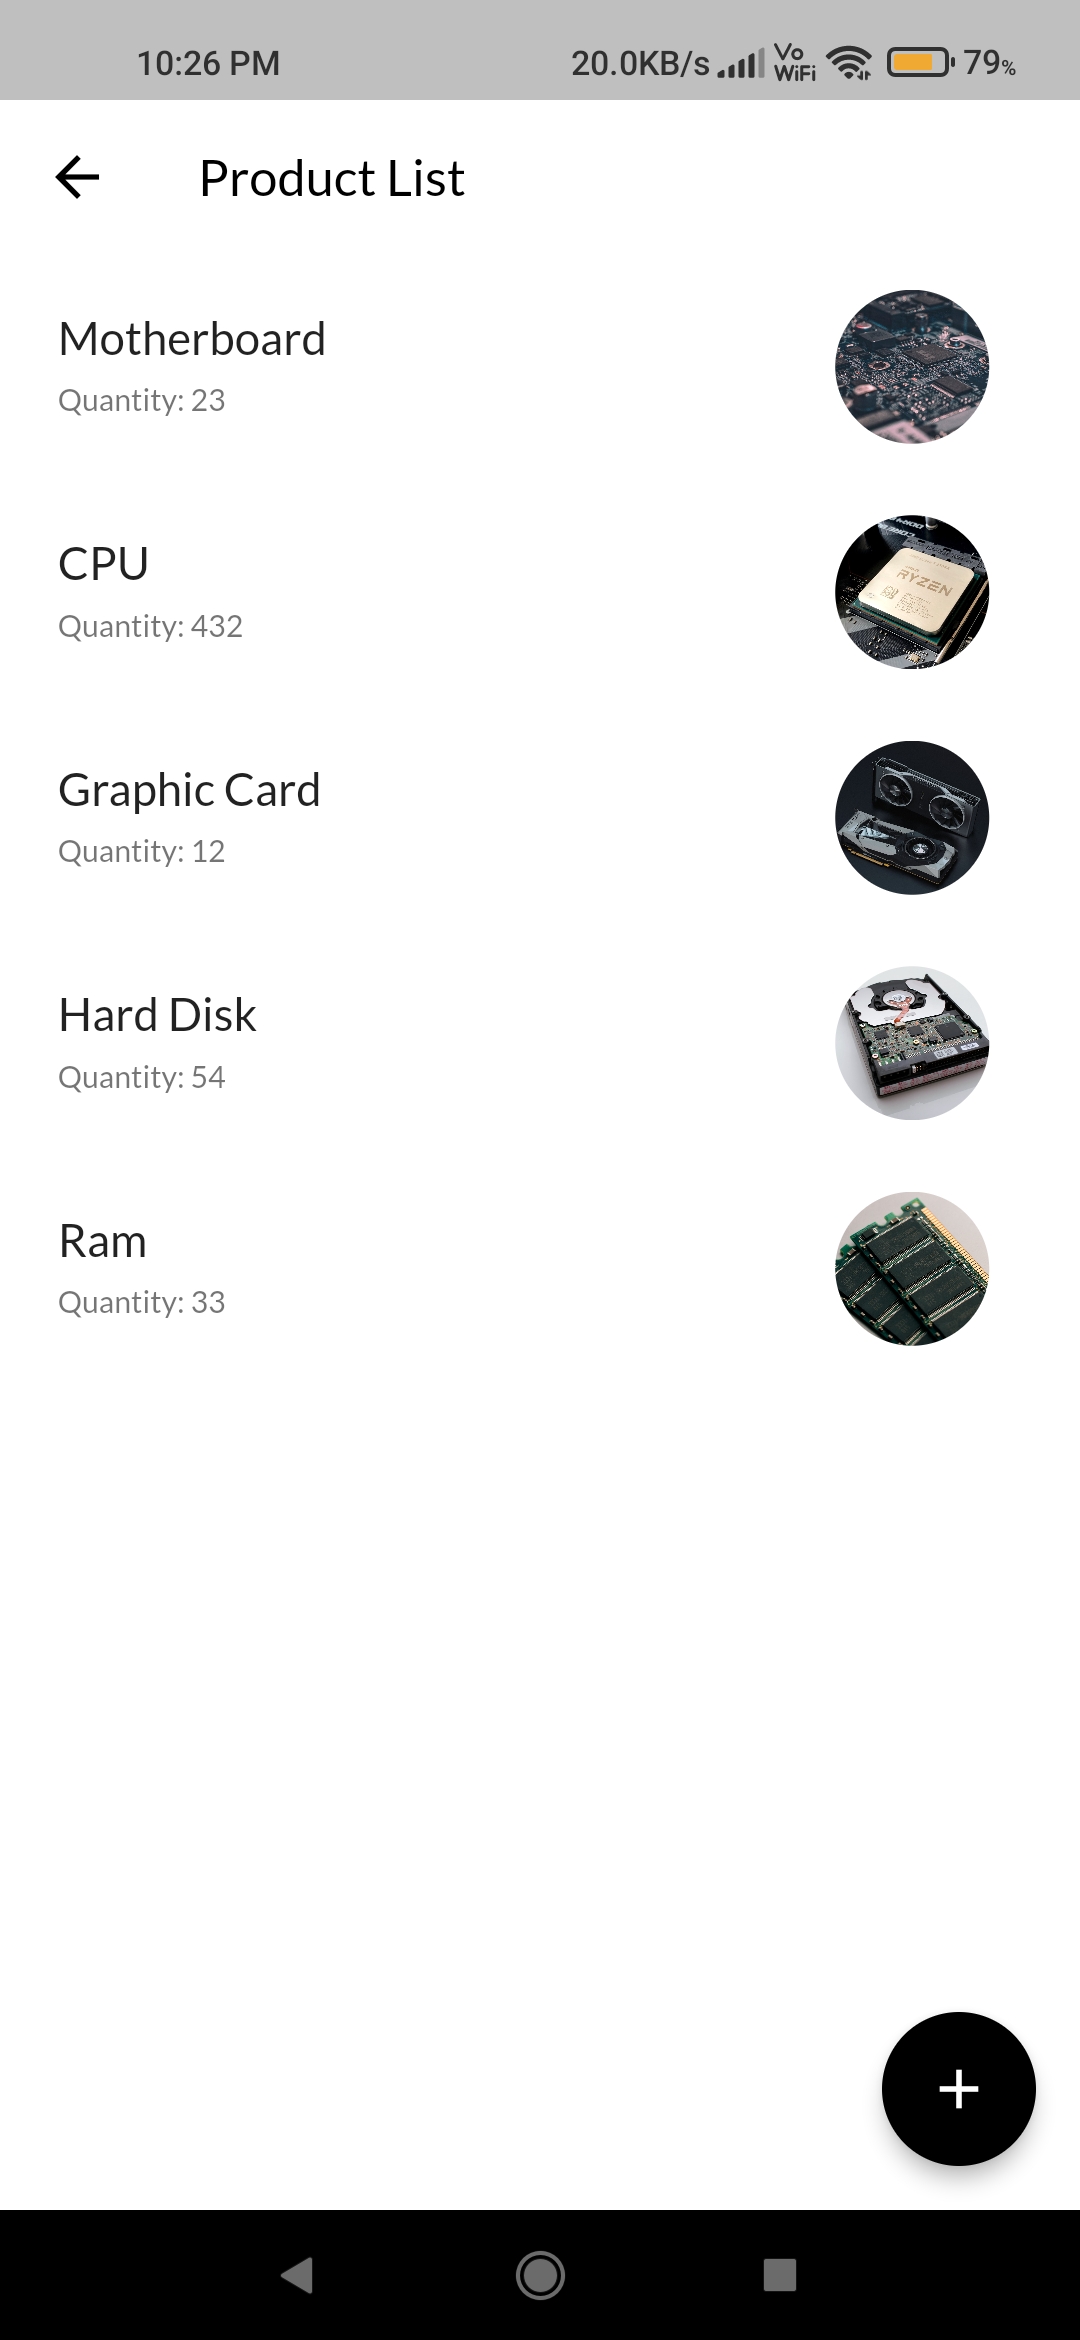 10:26 PM 20.0KB/s Vo WiFi 79%
Product List
Motherboard
Quantity: 23
CPU
Quantity: 432
RYZEN
Graphic Card
Quantity: 12
Hard Disk
Quantity: 54
Ram
Quantity: 33